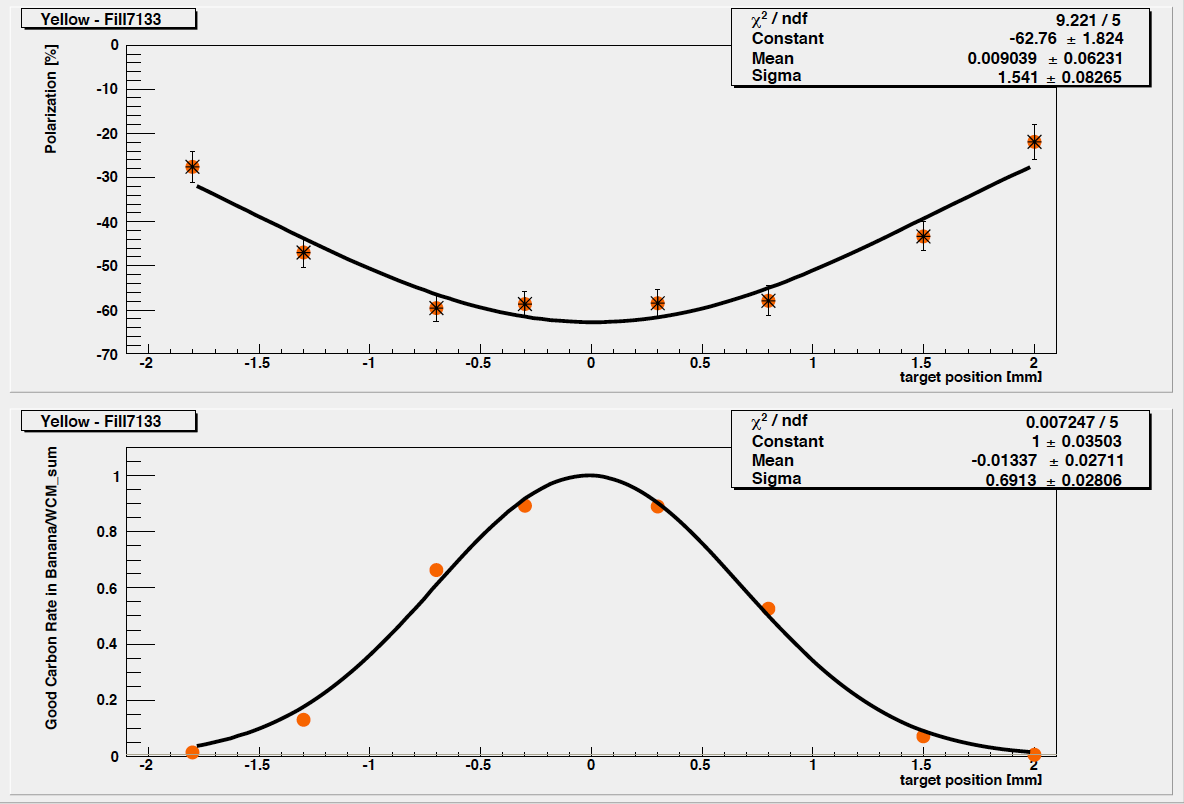 Yellow - Fill7133
χ² / ndf 9.221 / 5
Constant -62.76 ± 1.824
Mean 0.009039 ± 0.06231
Sigma 1.541 ± 0.08265
Polarization [%]
0
-10
-20
-30
-40
-50
-60
-70
-2 -1.5 -1 -0.5 0 0.5 1 1.5 2
target position [mm]
Yellow - Fill7133
χ² / ndf 0.007247 / 5
Constant 1 ± 0.03503
Mean -0.01337 ± 0.02711
Sigma 0.6913 ± 0.02806
Good Carbon Rate in Banana/WCM_sum
1
0.8
0.6
0.4
0.2
0
-2 -1.5 -1 -0.5 0 0.5 1 1.5 2
target position [mm]